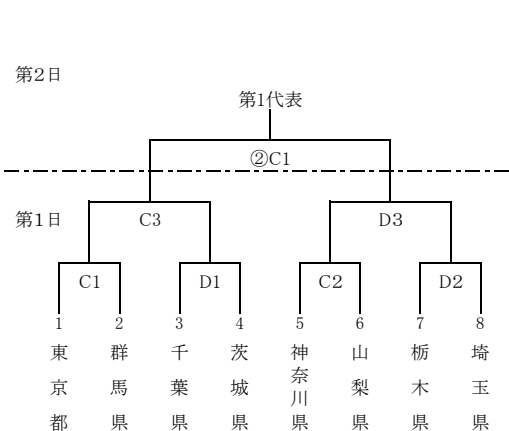 第2日
第1代表
②C1
第1日
C3
D3
C1
D1
C2
D2
1
2
3
4
5
6
7
8
東京都
群馬県
千葉県
茨城県
神奈川県
山梨県
栃木県
埼玉県